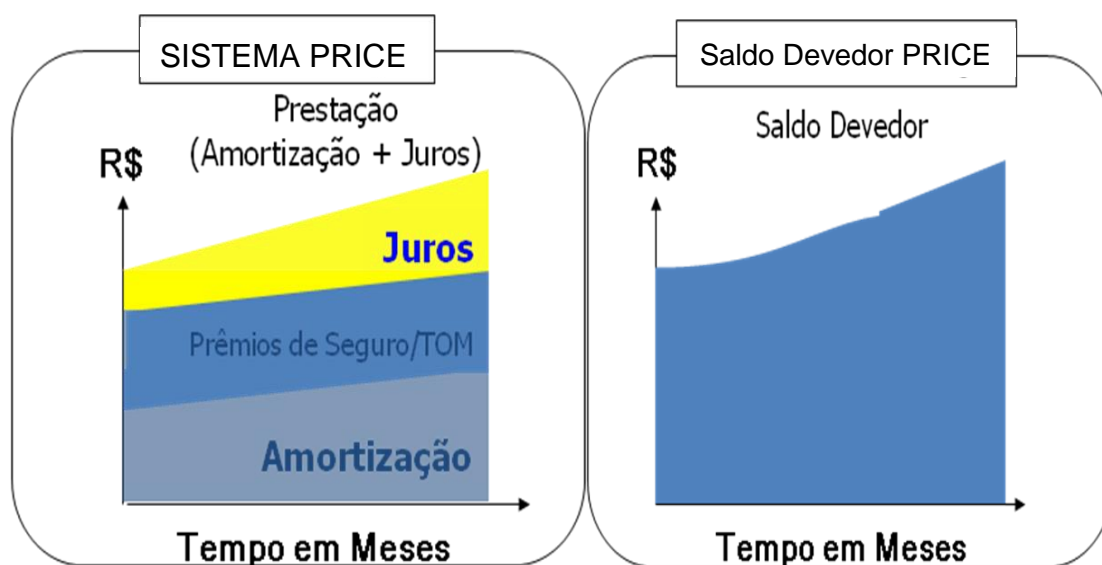 SISTEMA PRICE
Prestação
(Amortização + Juros)
R$
Juros
Prêmios de Seguro/TOM
Amortização
Tempo em Meses
Saldo Devedor PRICE
Saldo Devedor
R$
Tempo em Meses